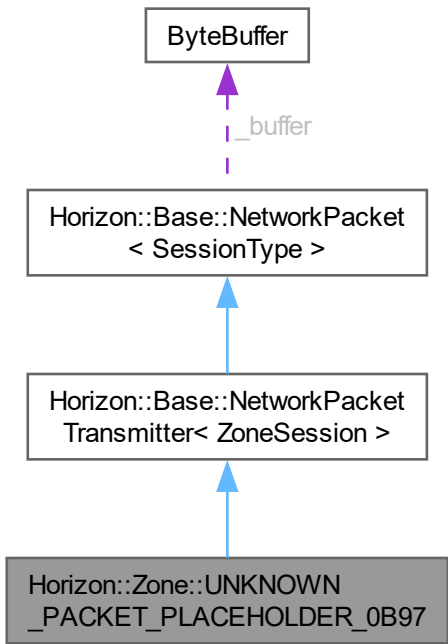 ByteBuffer
_buffer
Horizon::Base::NetworkPacket
< SessionType >
Horizon::Base::NetworkPacket
Transmitter< ZoneSession >
Horizon::Zone::UNKNOWN
_PACKET_PLACEHOLDER_0B97